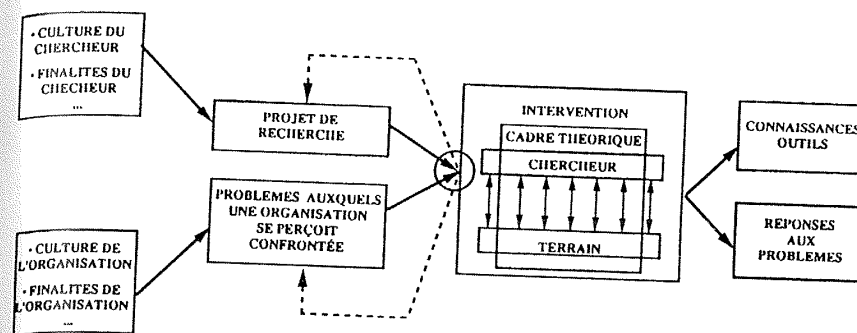 • CULTURE DU
CHERCHEUR
• FINALITES DU
CHECHEUR
...
PROJET DE
RECHERCHE
PROBLEMES AUXQUELS
UNE ORGANISATION
SE PERÇOIT
CONFRONTÉE
• CULTURE DE
L'ORGANISATION
• FINALITES DE
L'ORGANISATION
...
INTERVENTION
CADRE THEORIQUE
CHERCHEUR
TERRAIN
CONNAISSANCES
OUTILS
REPONSES
AUX
PROBLEMES